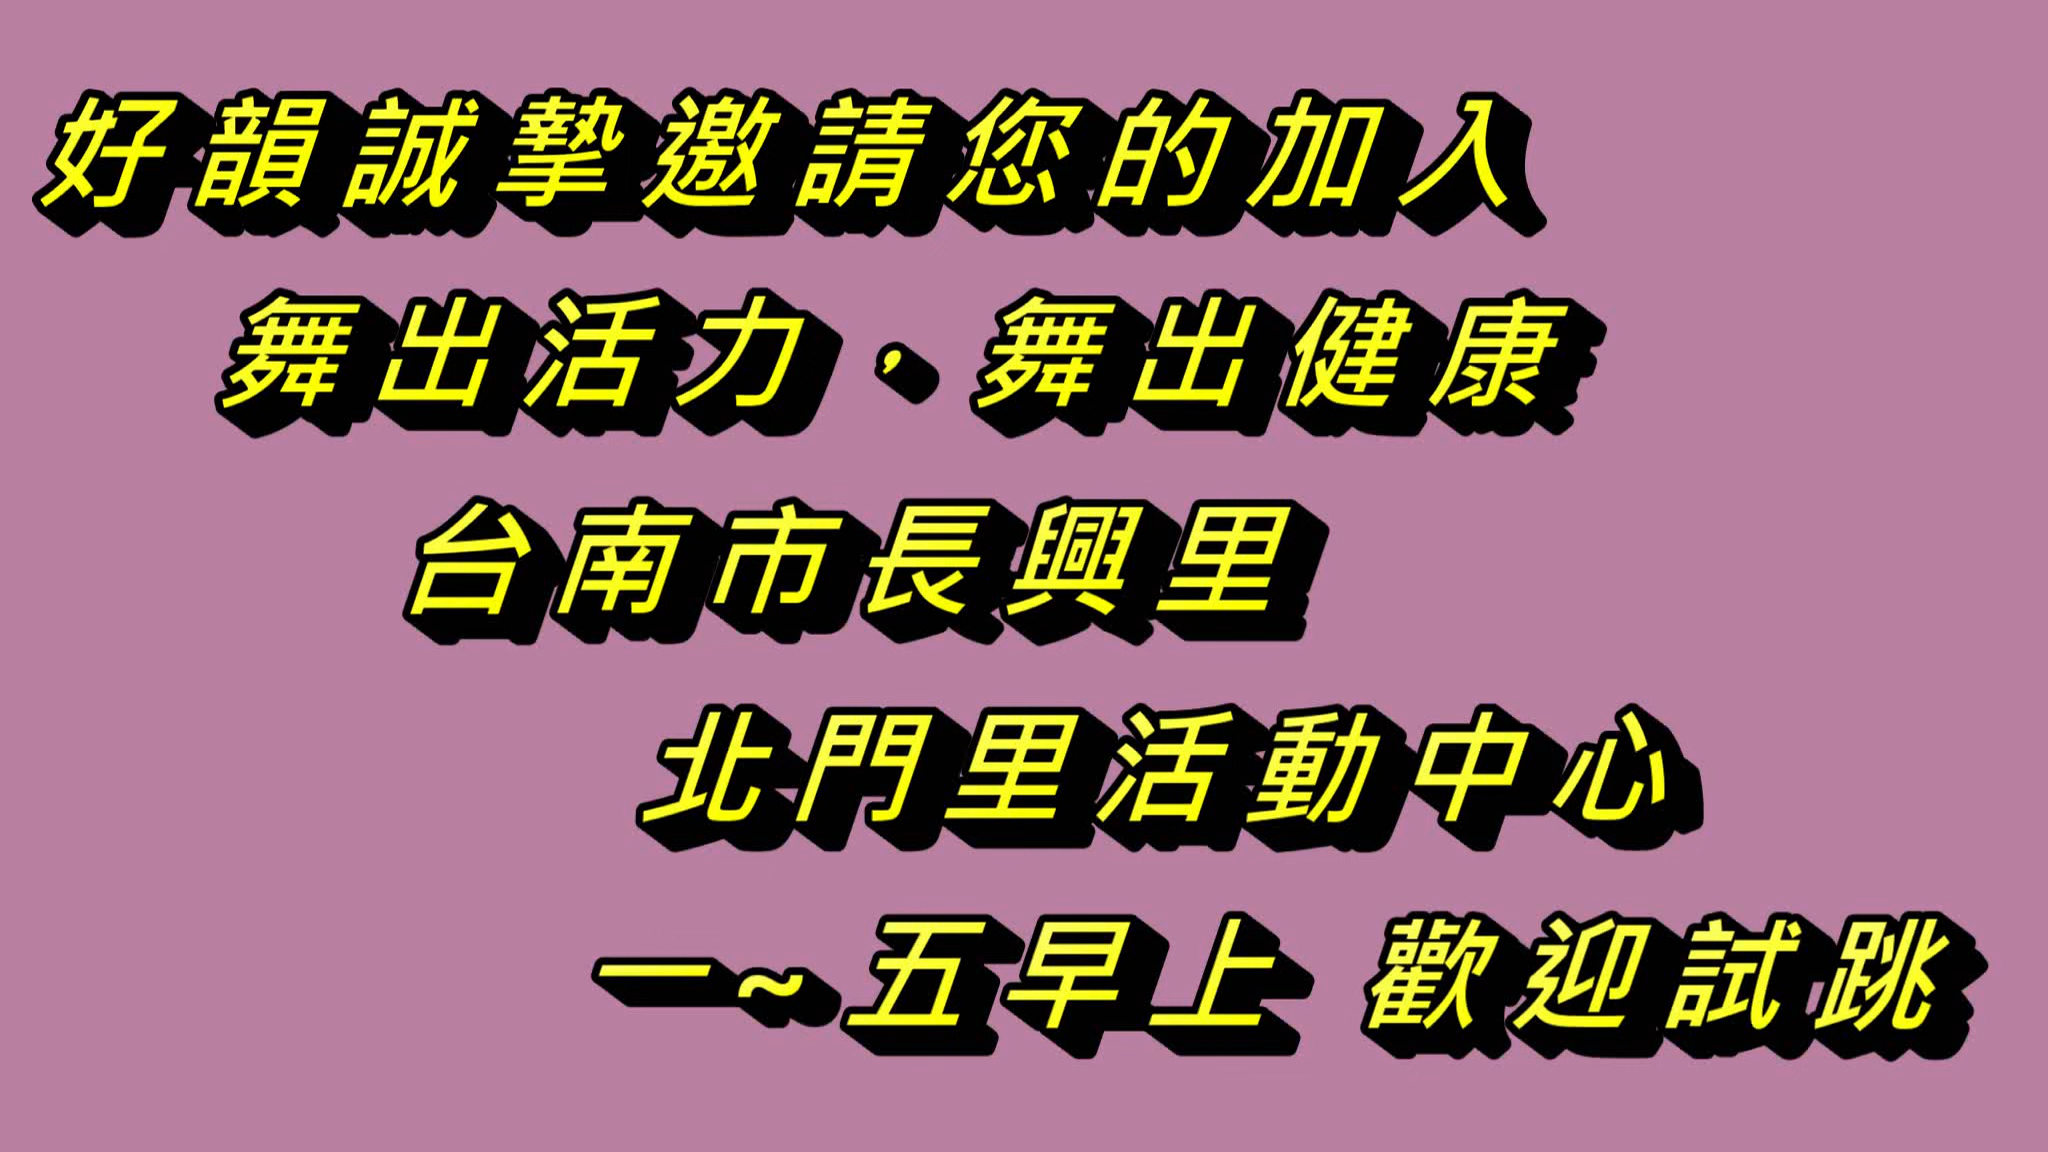 好韻誠摯邀請您的加入
舞出活力，舞出健康
台南市長興里
北門里活動中心
一~五早上 歡迎試跳